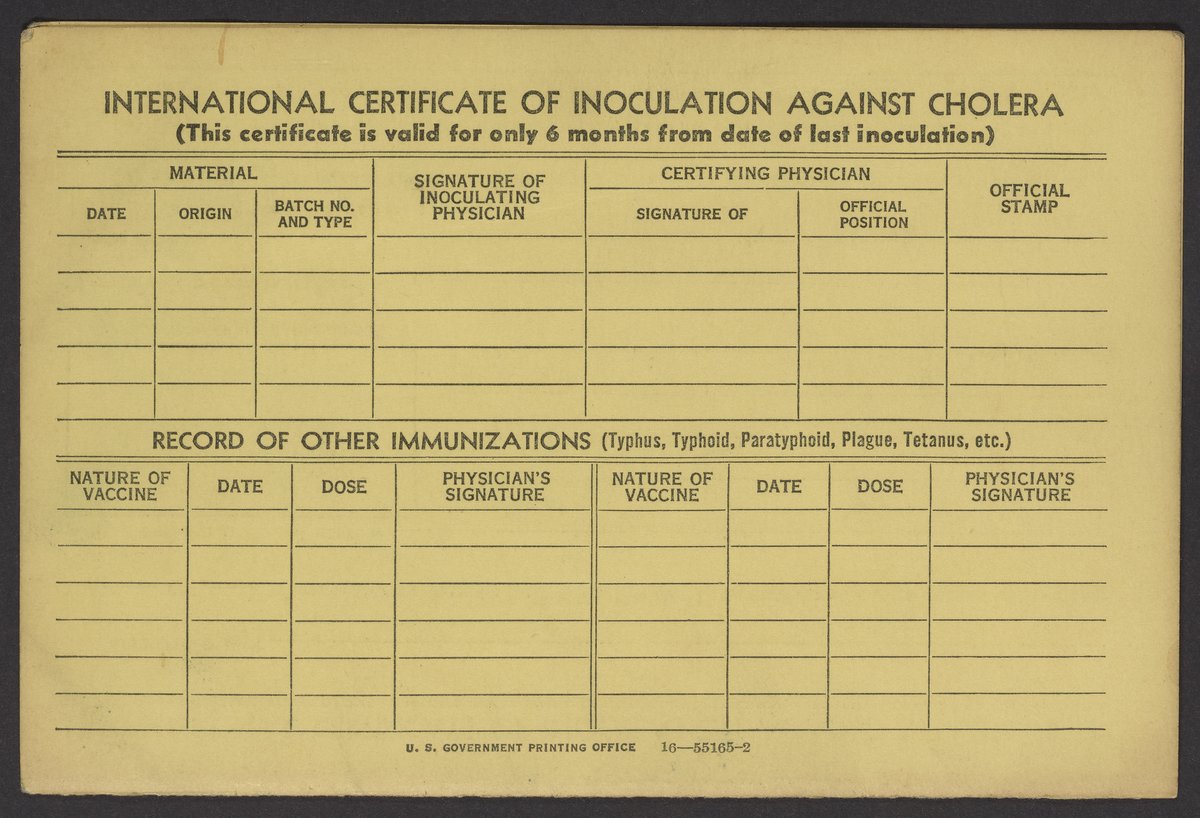 INTERNATIONAL CERTIFICATE OF INOCULATION AGAINST CHOLERA
(This certificate is valid for only 6 months from date of last inoculation)
MATERIAL
SIGNATURE OF
INOCULATING
PHYSICIAN
CERTIFYING PHYSICIAN
OFFICIAL
STAMP
DATE
ORIGIN
BATCH NO.
AND TYPE
SIGNATURE OF
OFFICIAL
POSITION
RECORD OF OTHER IMMUNIZATIONS (Typhus, Typhoid, Paratyphoid, Plague, Tetanus, etc.)
NATURE OF
VACCINE
DATE
DOSE
PHYSICIAN'S
SIGNATURE
NATURE OF
VACCINE
DATE
DOSE
PHYSICIAN'S
SIGNATURE
U. S. GOVERNMENT PRINTING OFFICE 16—55165-2